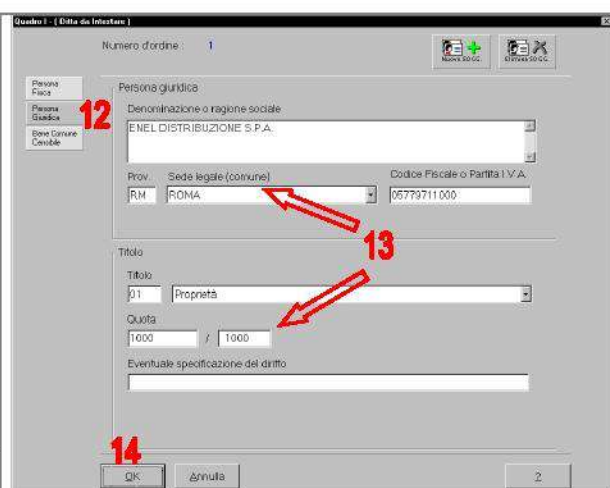 Quadro I - ( Ditta da Intestare )
Numero d'ordine : 1
Nuovo SOGG.
Elimina SOGG.
Persona
Fisica
Persona
Giuridica
Bene Comune
Censibile
12
Persona giuridica
Denominazione o ragione sociale
ENEL DISTRIBUZIONE S.P.A.
Prov. Sede legale (comune) Codice Fiscale o Partita I.V.A.
RM ROMA 05779711000
13
Titolo
Titolo
01 Proprietà
Quota
1000 / 1000
Eventuale specificazione del diritto
14
OK Annulla 2